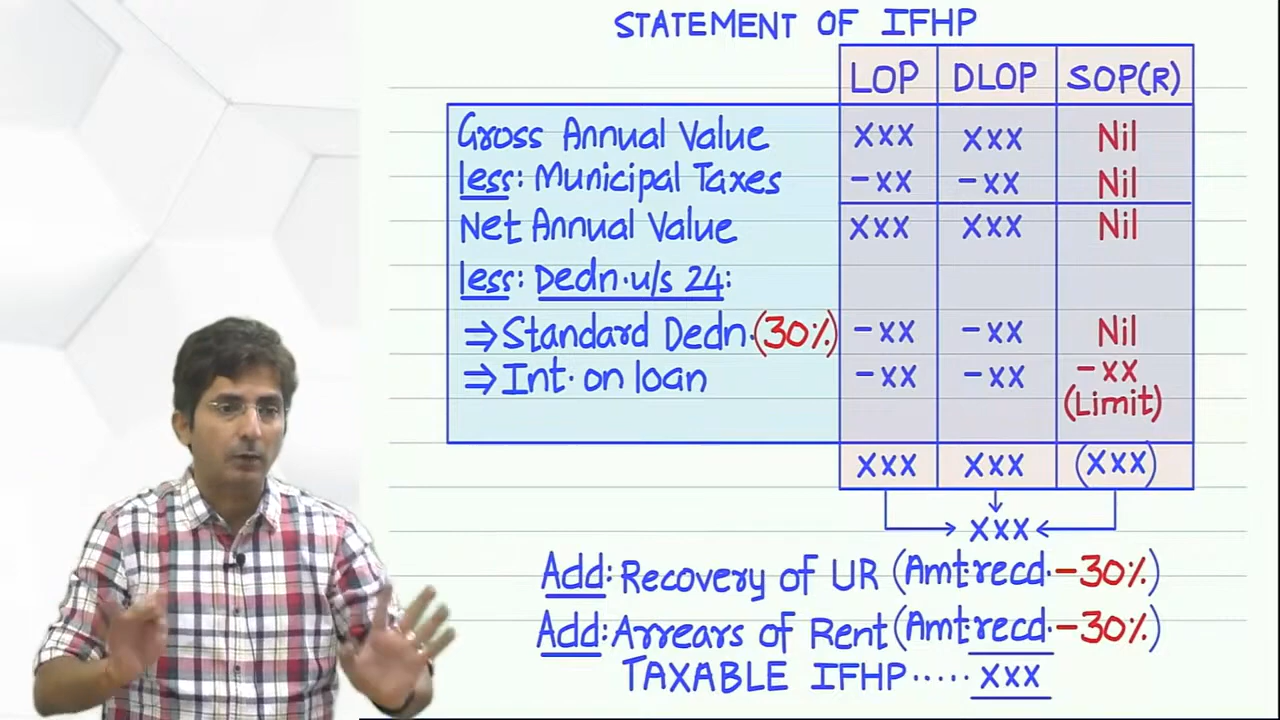 STATEMENT OF IFHP
LOP DLOP SOP(R)
Gross Annual Value XXX XXX Nil
less: Municipal Taxes -XX -XX Nil
Net Annual Value XXX XXX Nil
less: Dedn. u/s 24:
⇒ Standard Dedn. (30%) -XX -XX Nil
⇒ Int. on loan -XX -XX -XX
(Limit)
XXX XXX (XXX)
XXX
Add: Recovery of UR (Amt. recd. -30%)
Add: Arrears of Rent (Amt. recd. -30%)
TAXABLE IFHP ..... XXX